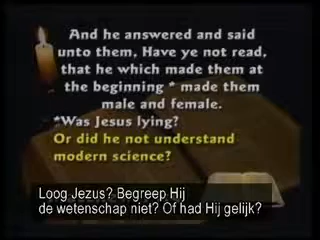 And he answered and said
unto them, Have ye not read,
that he which made them at
the beginning * made them
male and female.
*Was Jesus lying?
Or did he not understand
modern science?
Loog Jezus? Begreep Hij
de wetenschap niet? Of had Hij gelijk?